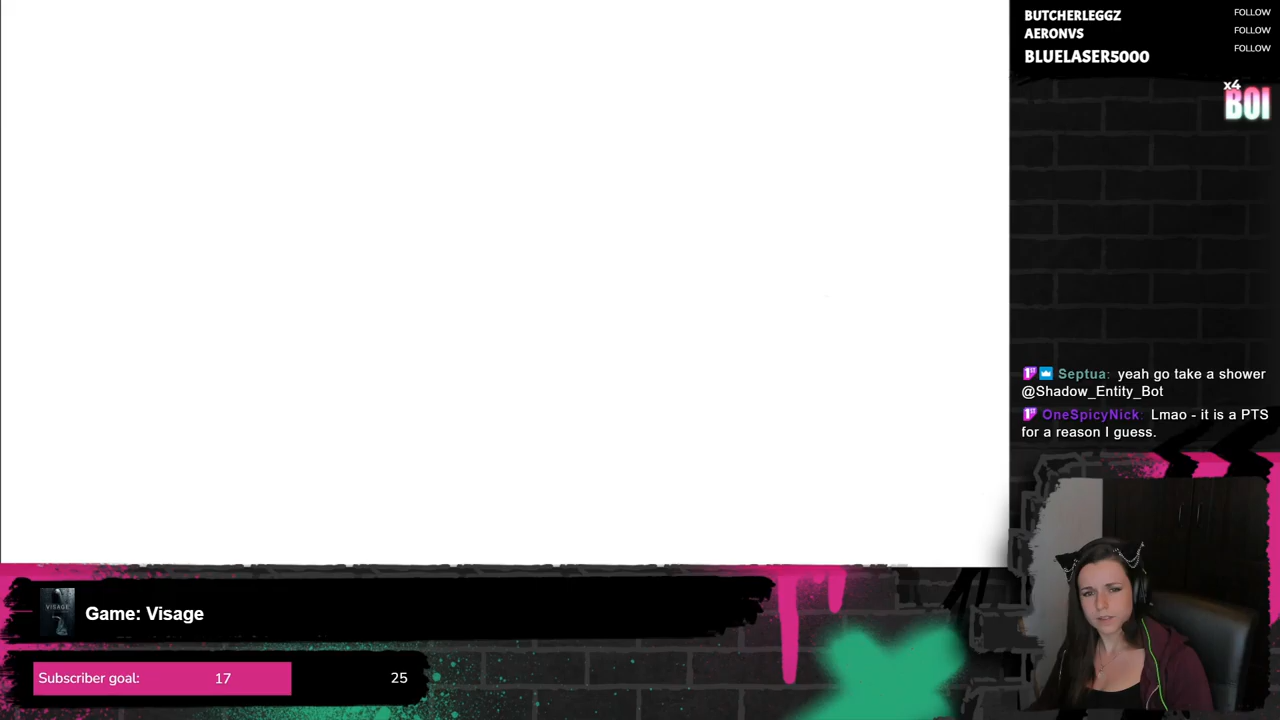 BUTCHERLEGGZ FOLLOW
AERONVS FOLLOW
BLUELASER5000 FOLLOW
x4
BOI
Septua: yeah go take a shower
@Shadow_Entity_Bot
OneSpicyNick: Lmao - it is a PTS
for a reason I guess.
VISAGE
Game: Visage
Subscriber goal: 17 25